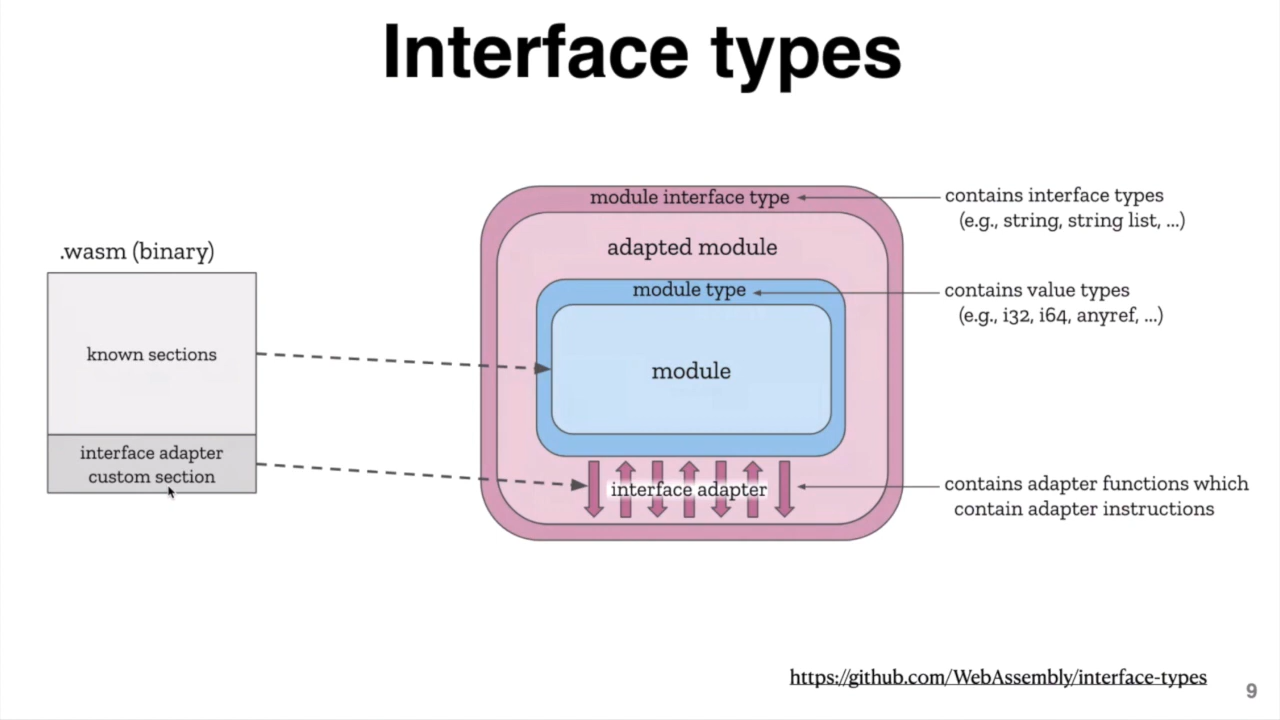 Interface types
.wasm (binary)
known sections
interface adapter
custom section
module interface type
adapted module
module type
module
interface adapter
contains interface types
(e.g., string, string list, ...)
contains value types
(e.g., i32, i64, anyref, ...)
contains adapter functions which
contain adapter instructions
https://github.com/WebAssembly/interface-types
9